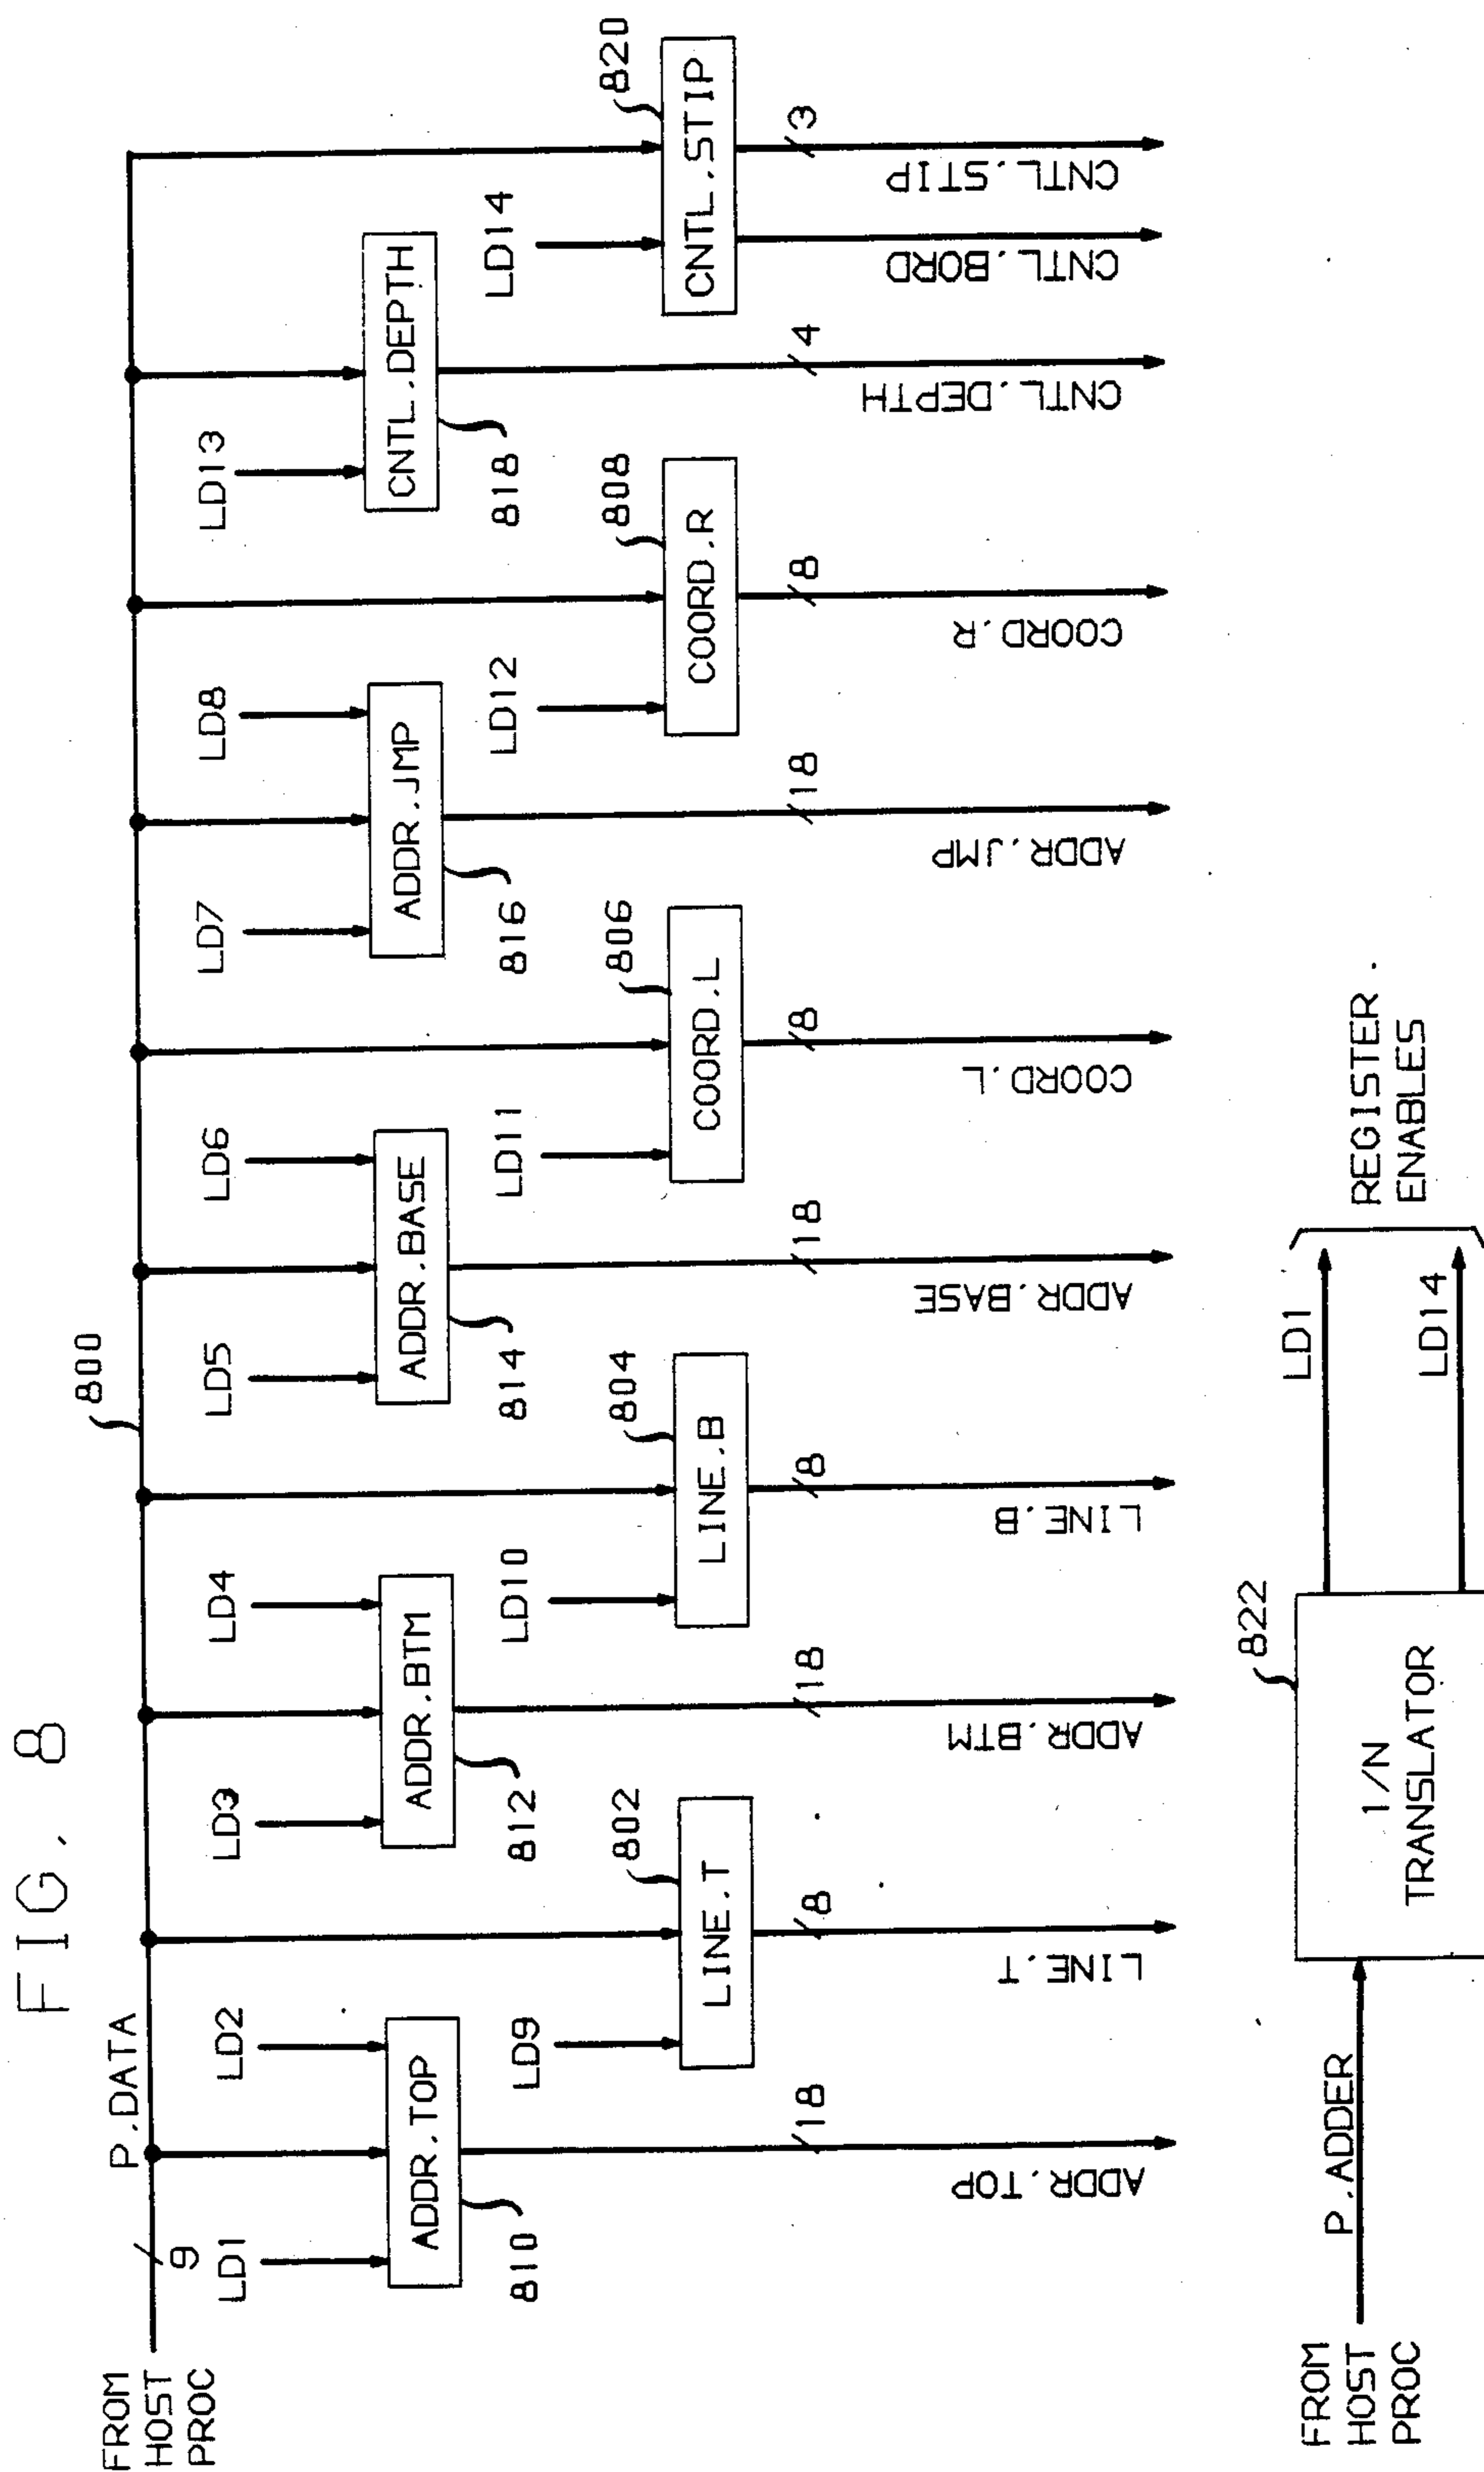 FIG. 8
FROM
HOST
PROC
9
P.DATA
800
LD1
LD2
LD3
LD4
LD5
LD6
LD7
LD8
LD13
ADDR.TOP
810
ADDR.BTM
812
ADDR.BASE
814
ADDR.JMP
816
CNTL.DEPTH
818
LD9
LD10
LD11
LD12
LD14
LINE.T
802
LINE.B
804
COORD.L
806
COORD.R
808
CNTL.STIP
820
18
8
18
8
18
8
18
8
4
3
ADDR.TOP
LINE.T
ADDR.BTM
LINE.B
ADDR.BASE
COORD.L
ADDR.JMP
COORD.R
CNTL.DEPTH
CNTL.BORD
CNTL.STIP
FROM
HOST
PROC
P.ADDER
1/N
TRANSLATOR
822
LD1
LD14
REGISTER
ENABLES